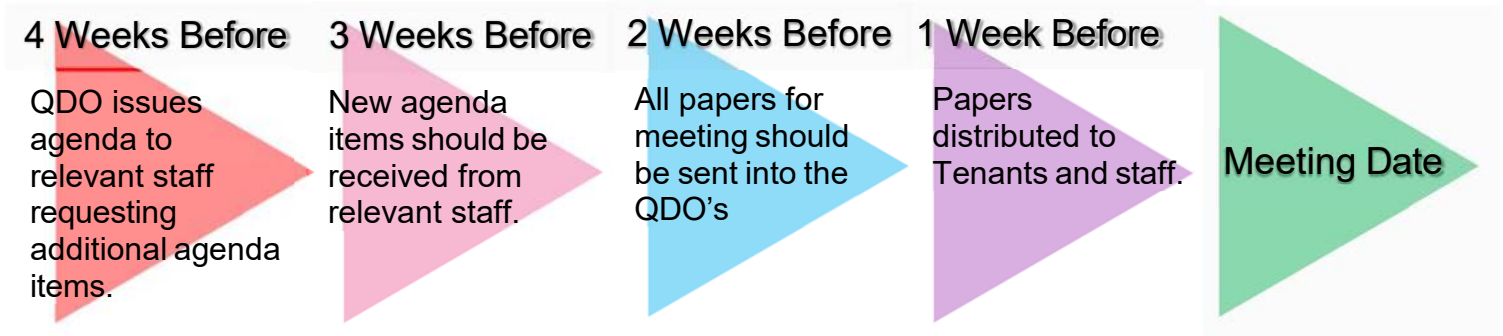 4 Weeks Before
QDO issues
agenda to
relevant staff
requesting
additional agenda
items.
3 Weeks Before
New agenda
items should be
received from
relevant staff.
2 Weeks Before
All papers for
meeting should
be sent into the
QDO’s
1 Week Before
Papers
distributed to
Tenants and staff.
Meeting Date